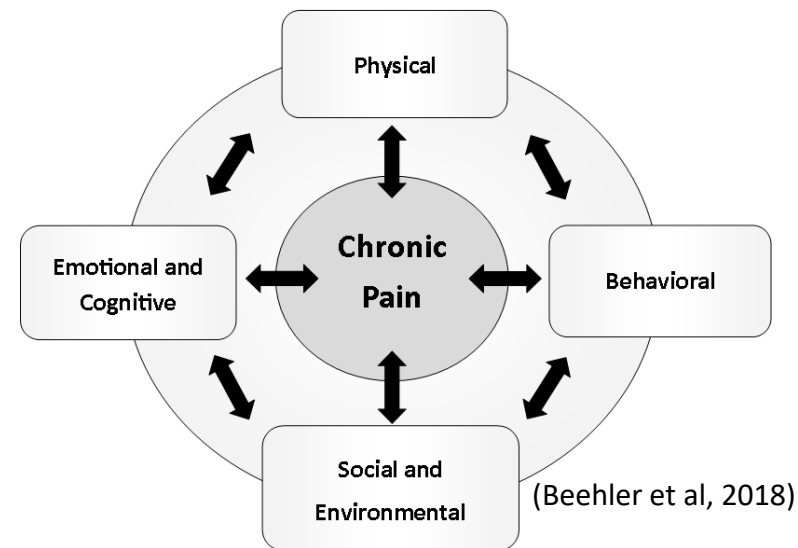 Physical
Chronic
Pain
Emotional and
Cognitive
Behavioral
Social and
Environmental
(Beehler et al, 2018)